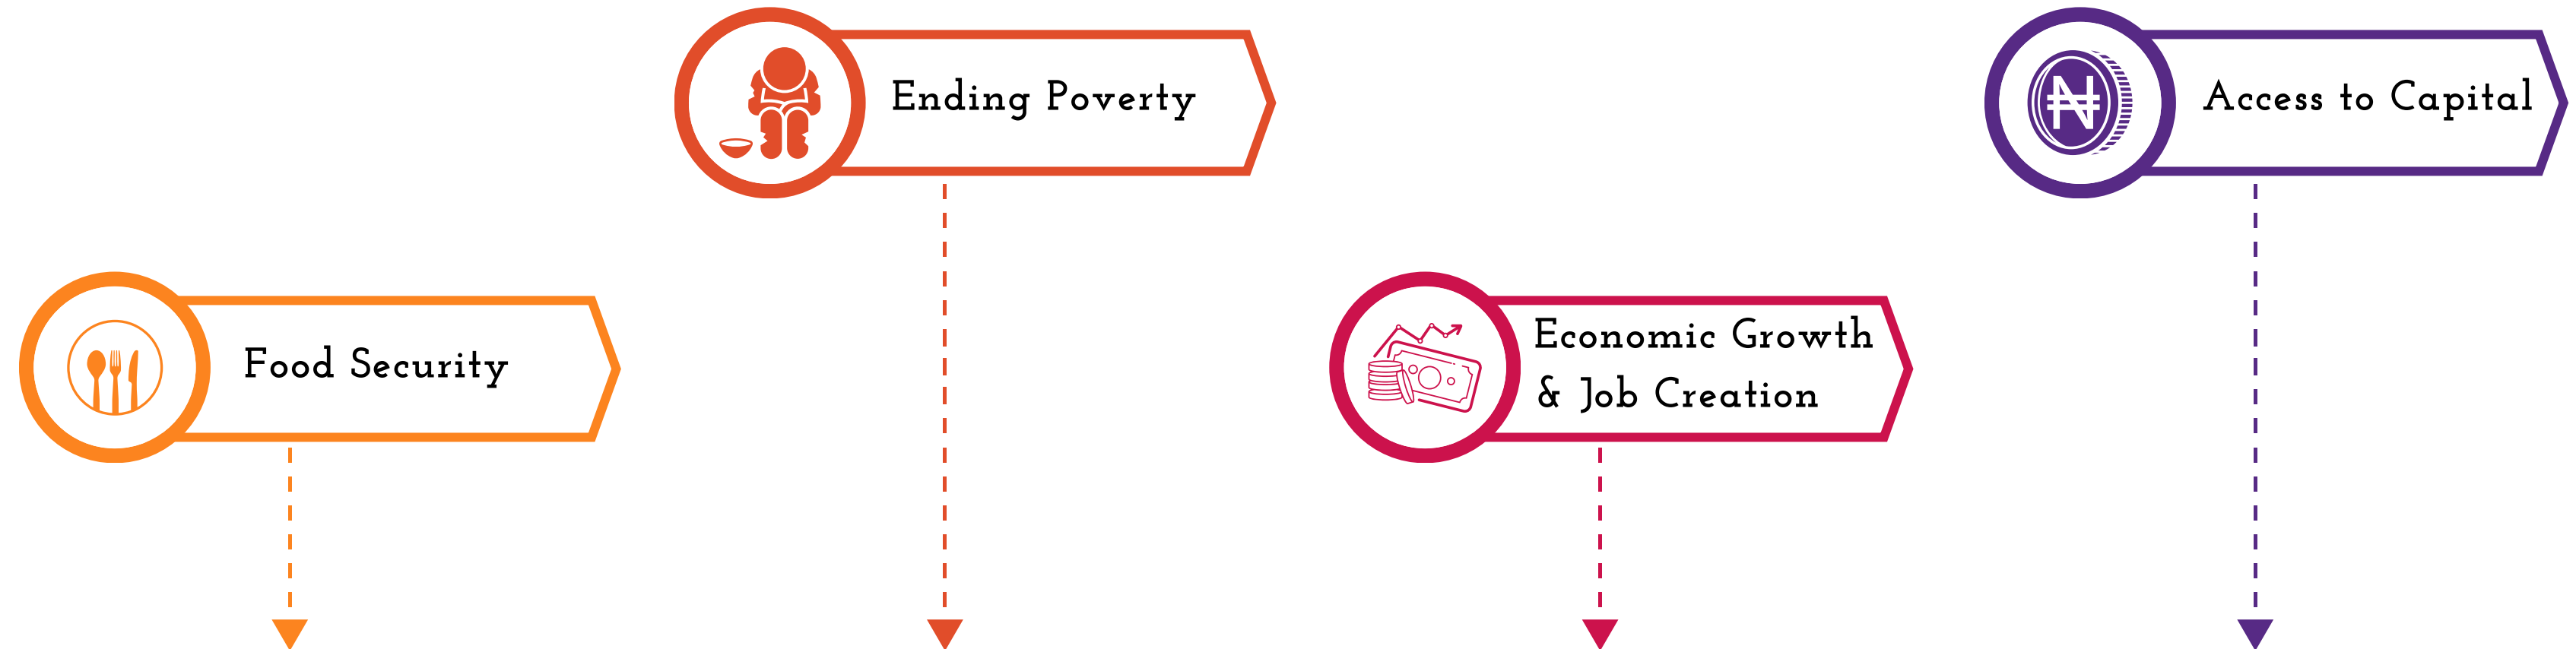 Food Security
Ending Poverty
Economic Growth
& Job Creation
Access to Capital